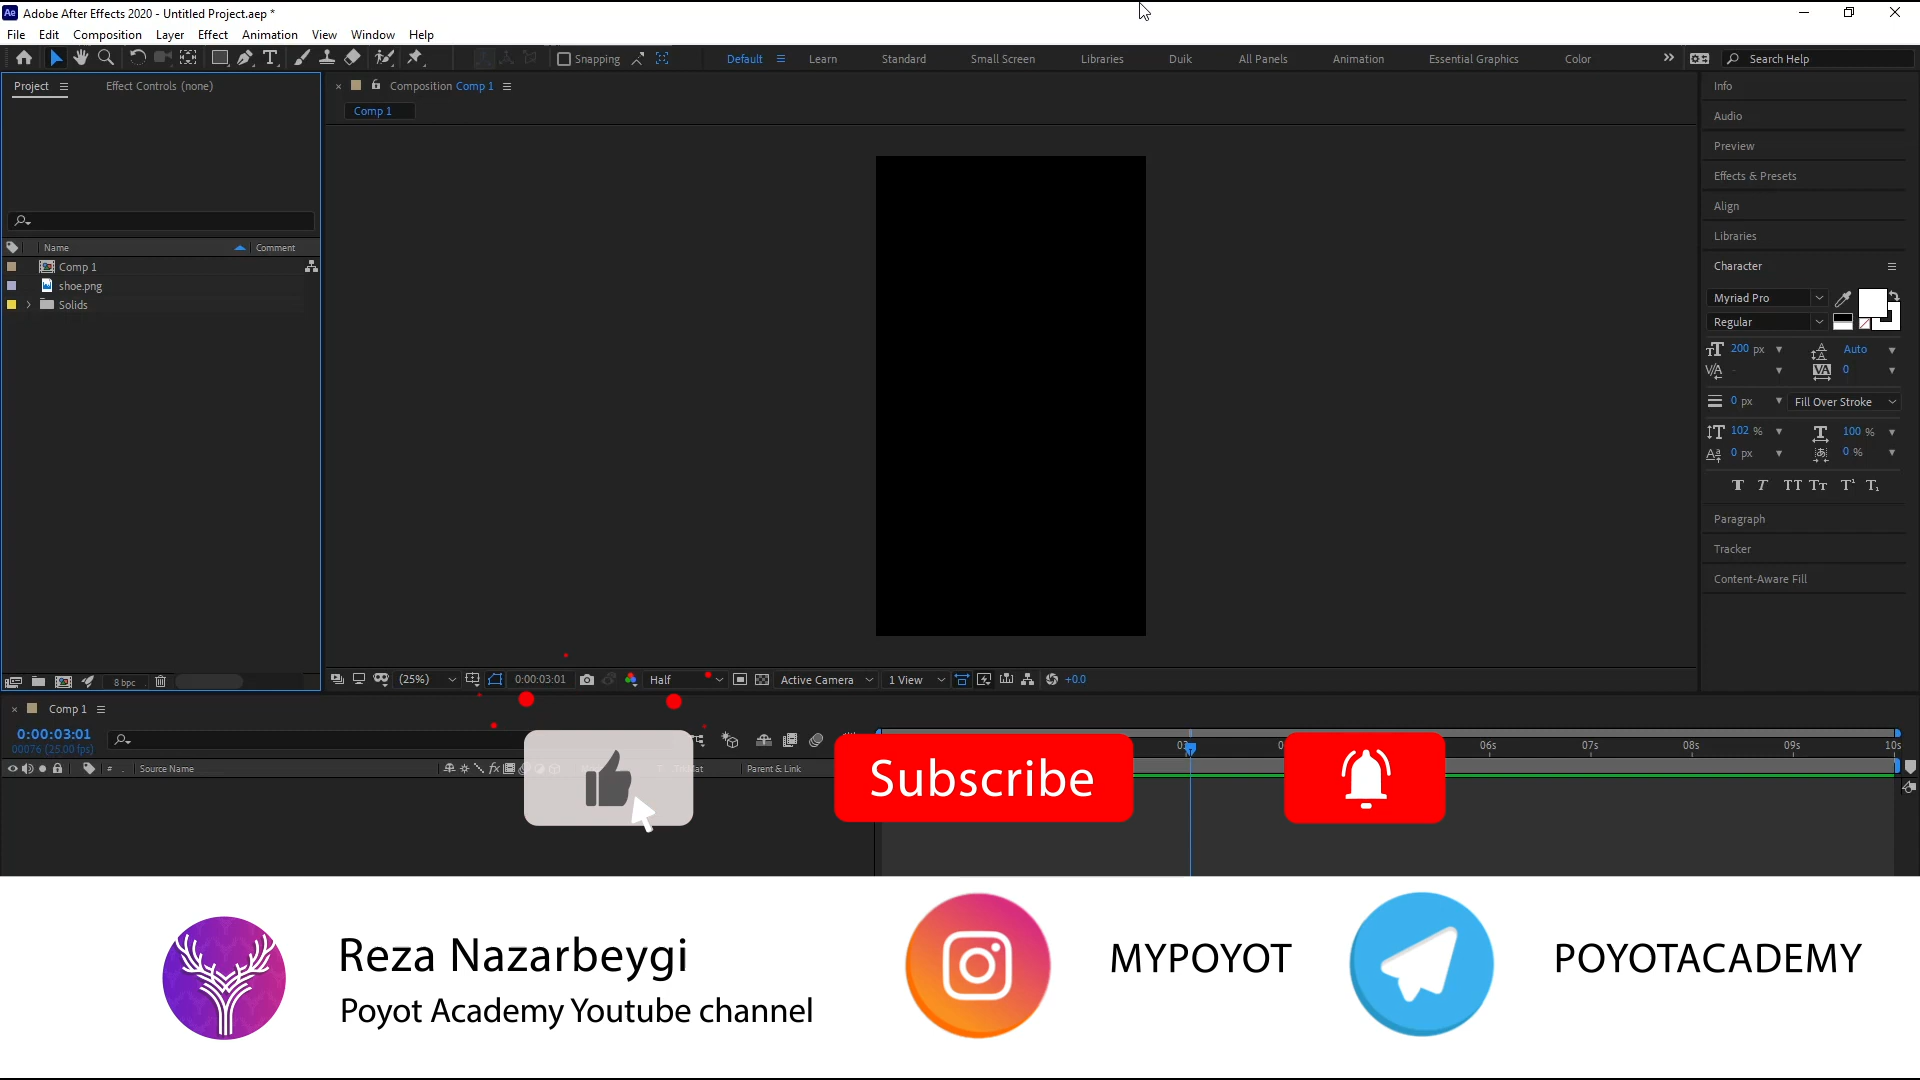 Adobe After Effects 2020 - Untitled Project.aep *
File Edit Composition Layer Effect Animation View Window Help
Snapping
Default Learn Standard Small Screen Libraries Duik All Panels Animation Essential Graphics Color
Search Help
Project
Effect Controls (none)
Composition Comp 1
Comp 1
Name Comment
Comp 1
shoe.png
Solids
8 bpc
Info
Audio
Preview
Effects & Presets
Align
Libraries
Character
Myriad Pro
Regular
200 px Auto
0
0 px Fill Over Stroke
102 % 100 %
0 px 0 %
Paragraph
Tracker
Content-Aware Fill
(25%) 0:00:03:01 Half Active Camera 1 View +0.0
Comp 1
0:00:03:01
00076 (25.00 fps)
06s 07s 08s 09s 10s
# Source Name Parent & Link
Subscribe
Reza Nazarbeygi
Poyot Academy Youtube channel
MYPOYOT
POYOTACADEMY